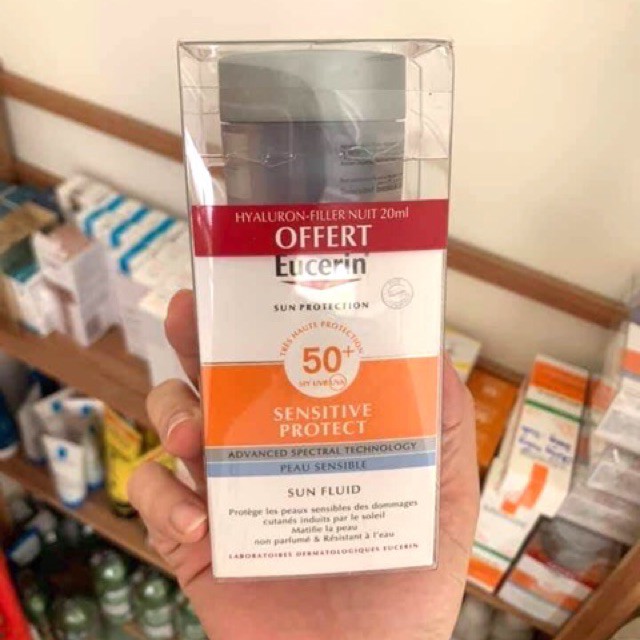 HYALURON-FILLER NUIT 20ml
OFFERT
Eucerin
SUN PROTECTION
TRÈS HAUTE PROTECTION
50+
UVB UVA
SENSITIVE
PROTECT
ADVANCED SPECTRAL TECHNOLOGY
PEAU SENSIBLE
SUN FLUID
Protège les peaux sensibles des dommages
cutanés induits par le soleil
Matifie la peau
non parfumé & Résistant à l'eau
LABORATOIRES DERMATOLOGIQUES EUCERIN